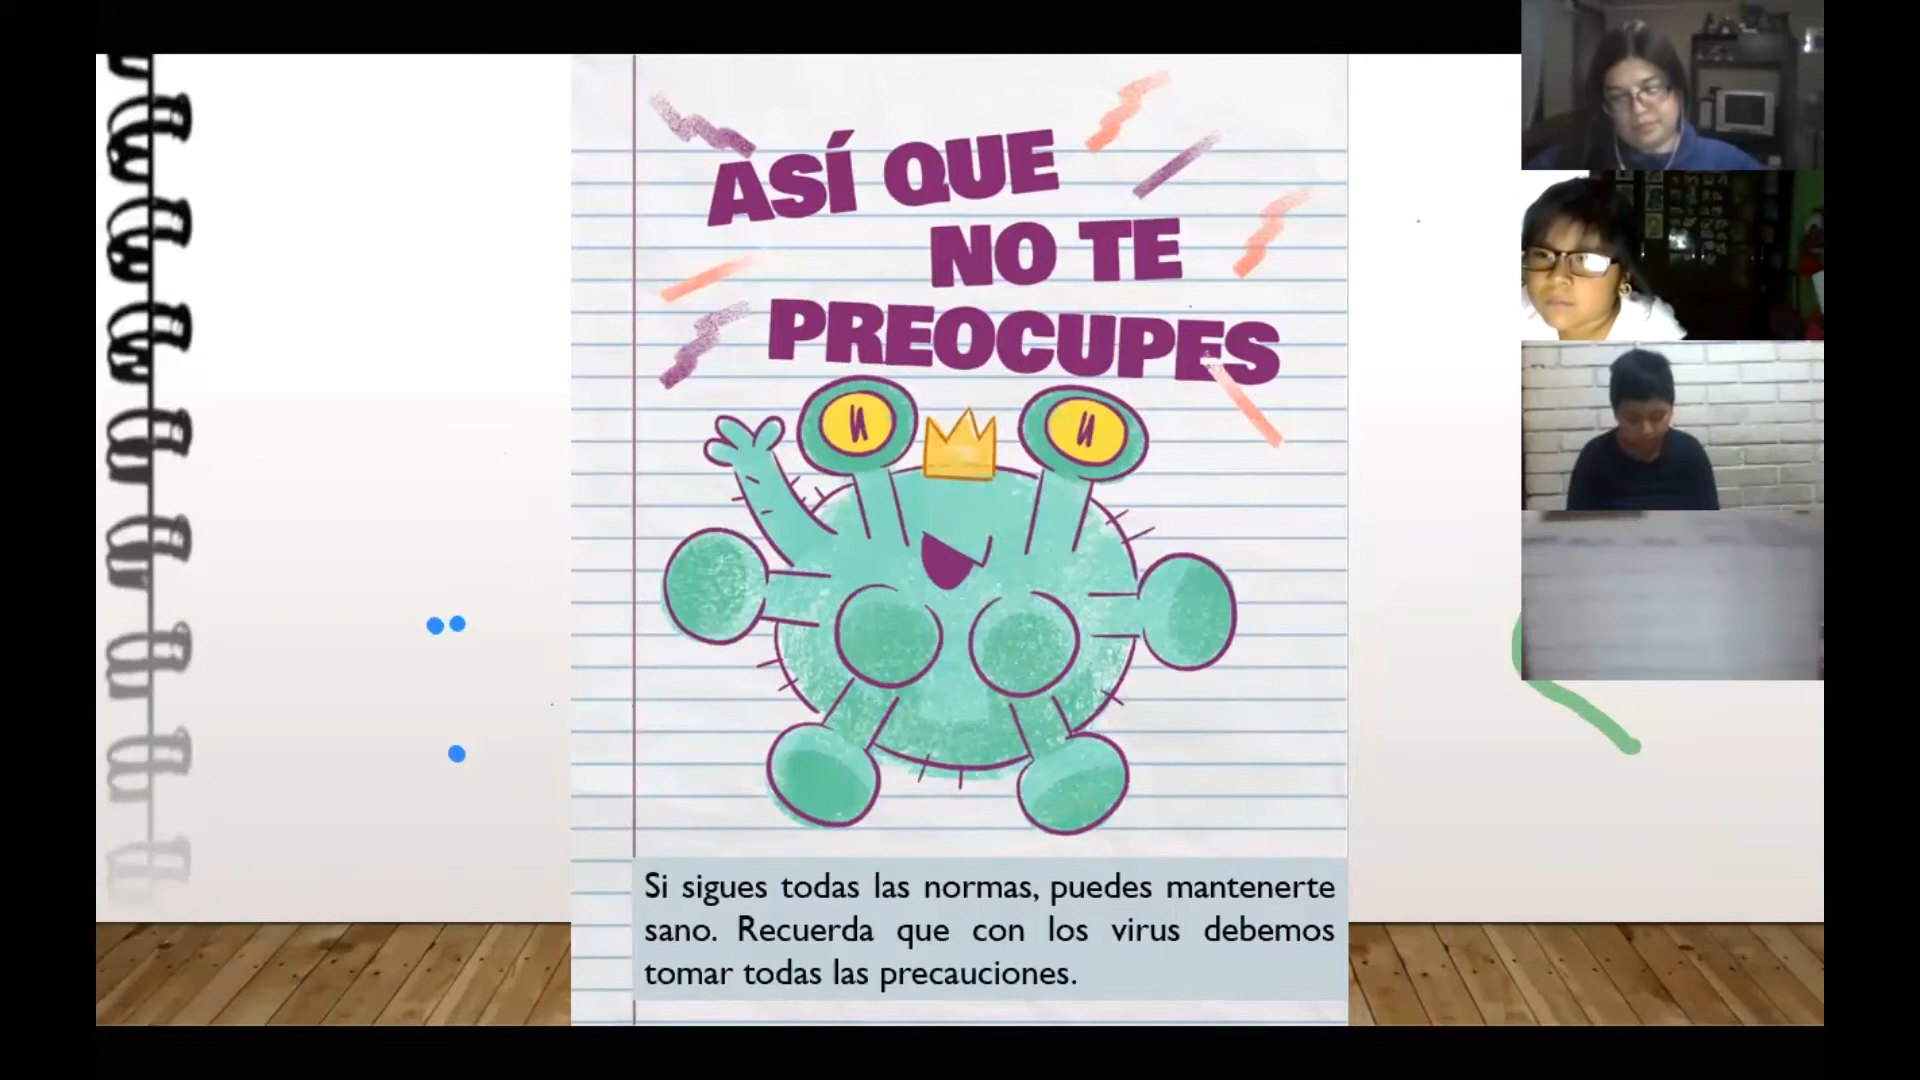 ASÍ QUE
NO TE
PREOCUPES
Si sigues todas las normas, puedes mantenerte
sano. Recuerda que con los virus debemos
tomar todas las precauciones.